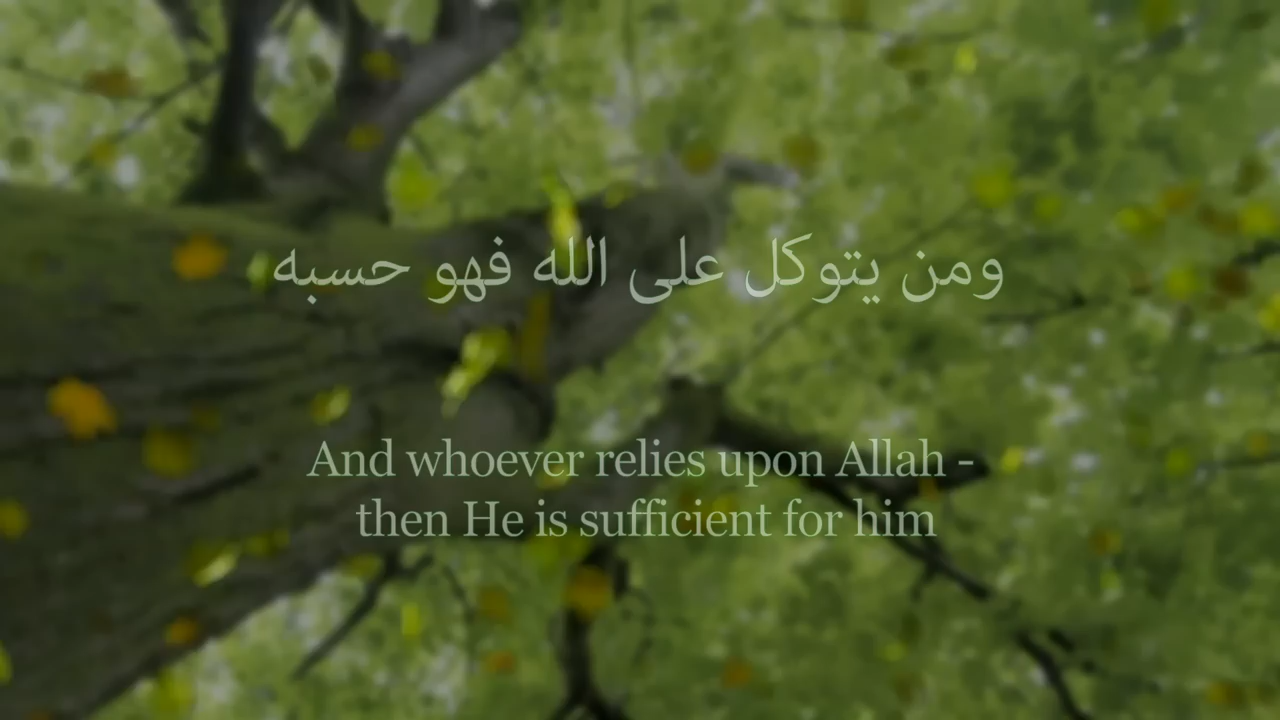 ومن يتوكل على الله فهو حسبه
And whoever relies upon Allah -
then He is sufficient for him